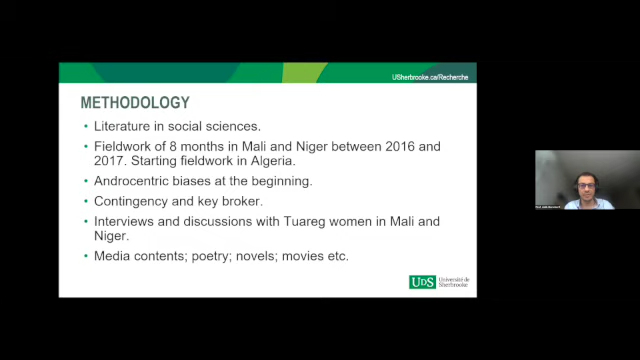 USherbrooke.ca/Recherche
METHODOLOGY
• Literature in social sciences.
• Fieldwork of 8 months in Mali and Niger between 2016 and
2017. Starting fieldwork in Algeria.
• Androcentric biases at the beginning.
• Contingency and key broker.
• Interviews and discussions with Tuareg women in Mali and
Niger.
• Media contents; poetry; novels; movies etc.
UDS Université de
Sherbrooke